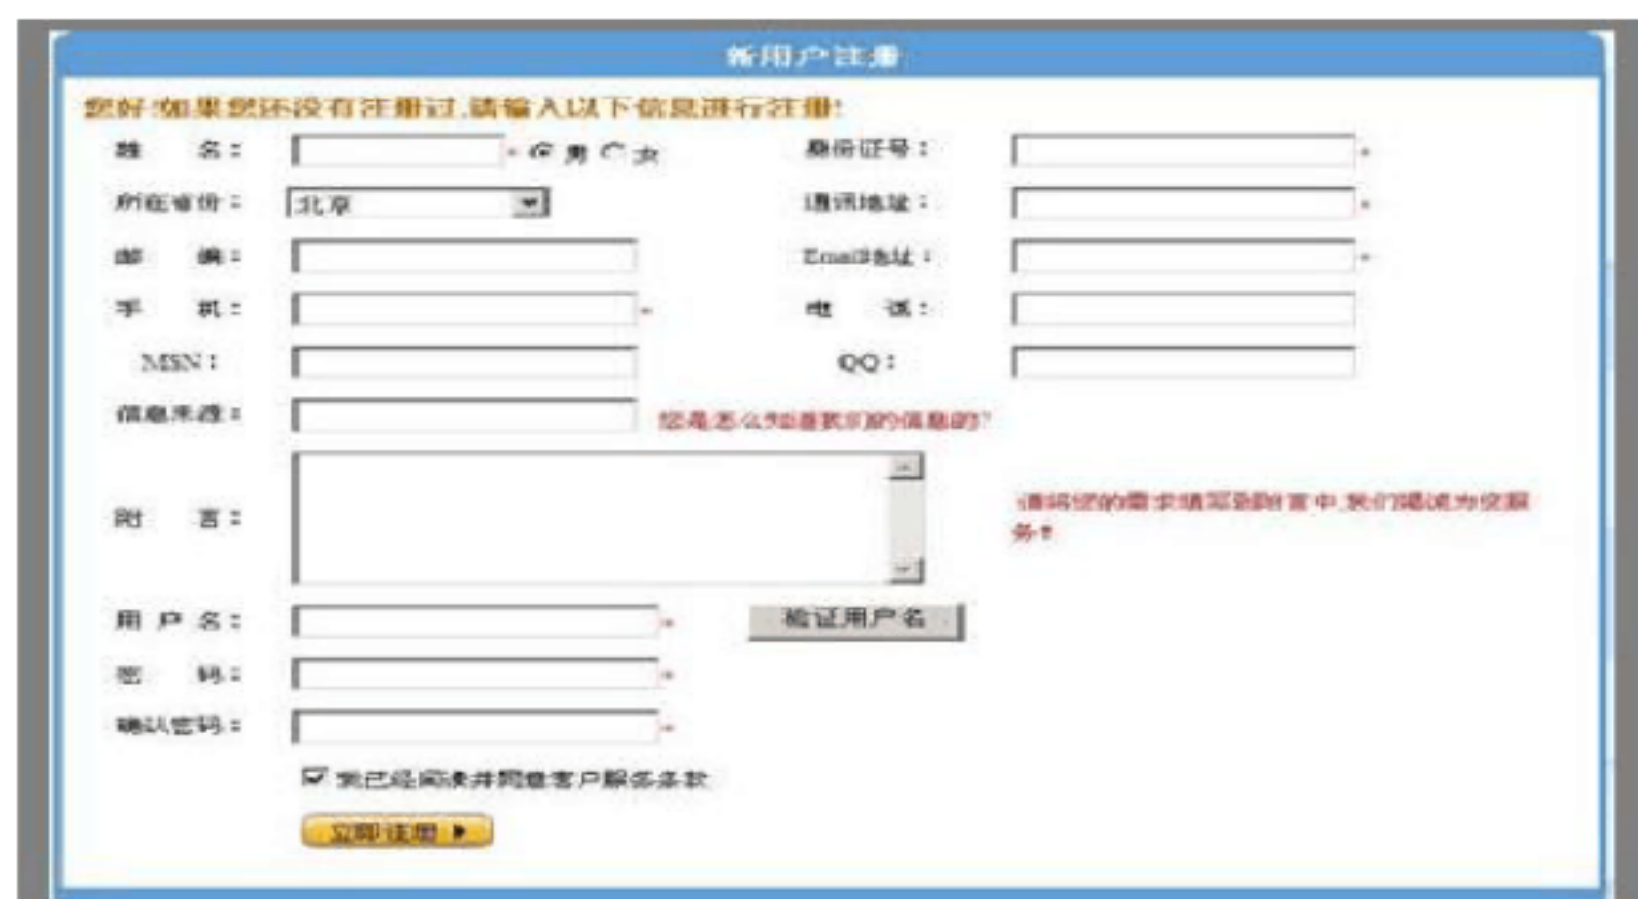 新用户注册
您好!如果您还没有注册过,请输入以下信息进行注册!
姓 名: * 男 女 身份证号: *
所在省份: 北京 通讯地址: *
邮 编: Email地址: *
手 机: * 电 话:
MSN: QQ:
信息来源: 您是怎么知道我们的信息的?
附 言: 请将您的需求填写到附言中,我们竭诚为您服
务!
用 户 名: * 验证用户名
密 码: *
确认密码: *
我已经阅读并同意客户服务条款
立即注册